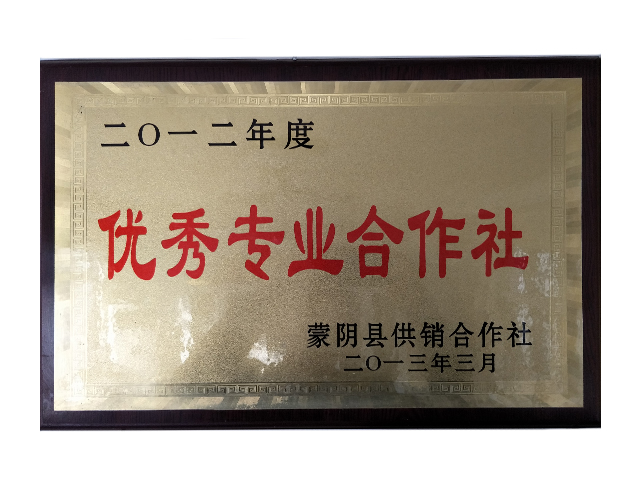 二〇一二年度
优秀专业合作社
蒙阴县供销合作社
二〇一三年三月